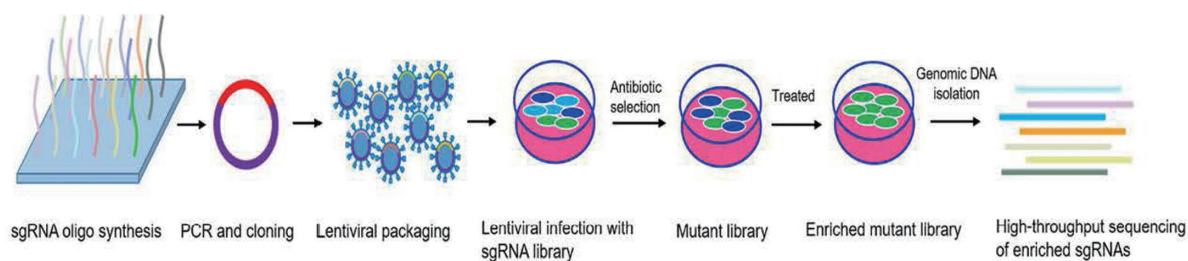 Antibiotic
selection
Treated
Genomic DNA
isolation
sgRNA oligo synthesis
PCR and cloning
Lentiviral packaging
Lentiviral infection with
sgRNA library
Mutant library
Enriched mutant library
High-throughput sequencing
of enriched sgRNAs